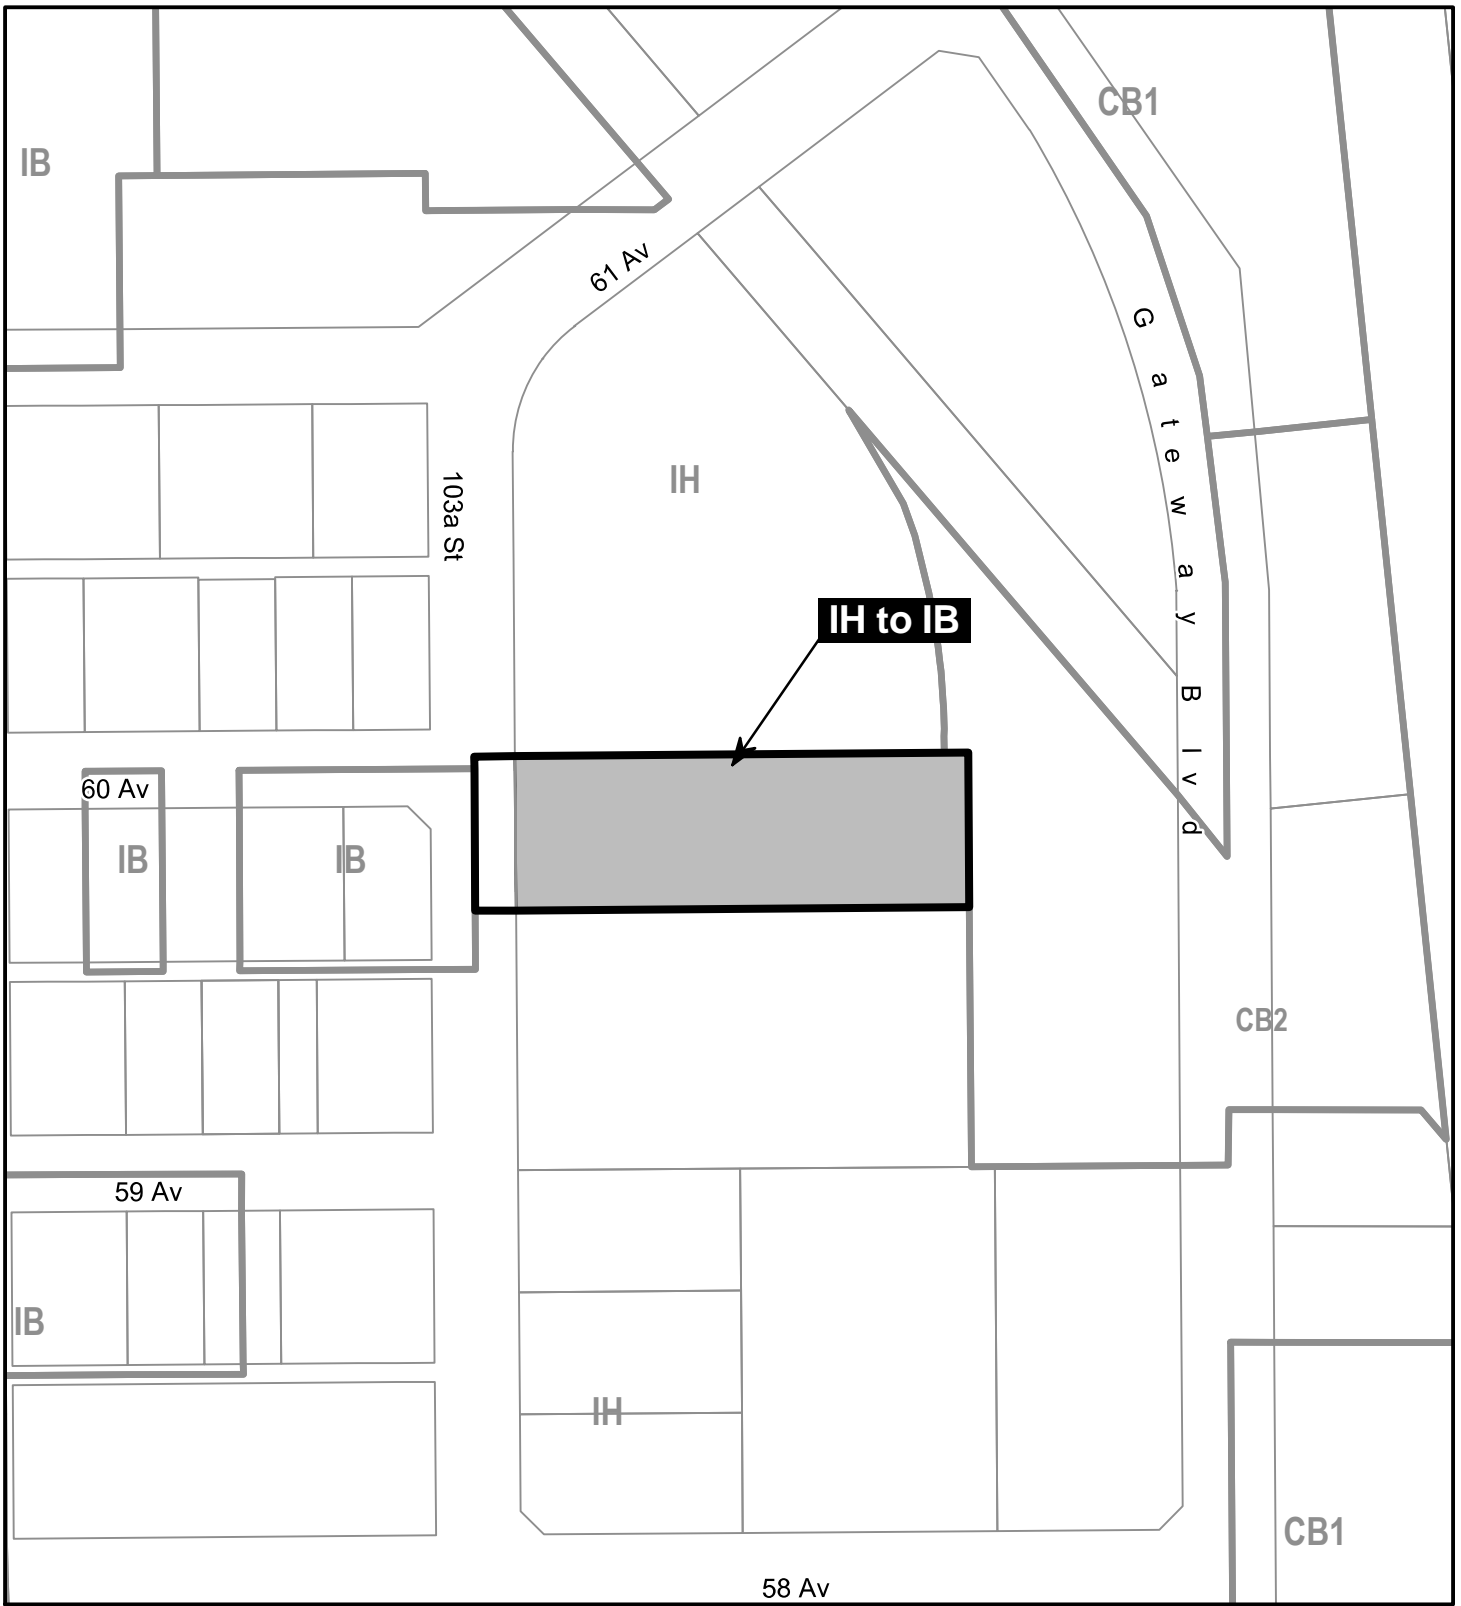 CB1
IB
61 Av
Gateway Blvd
IH
103a St
IH to IB
60 Av
IB
IB
CB2
59 Av
IB
IH
CB1
58 Av